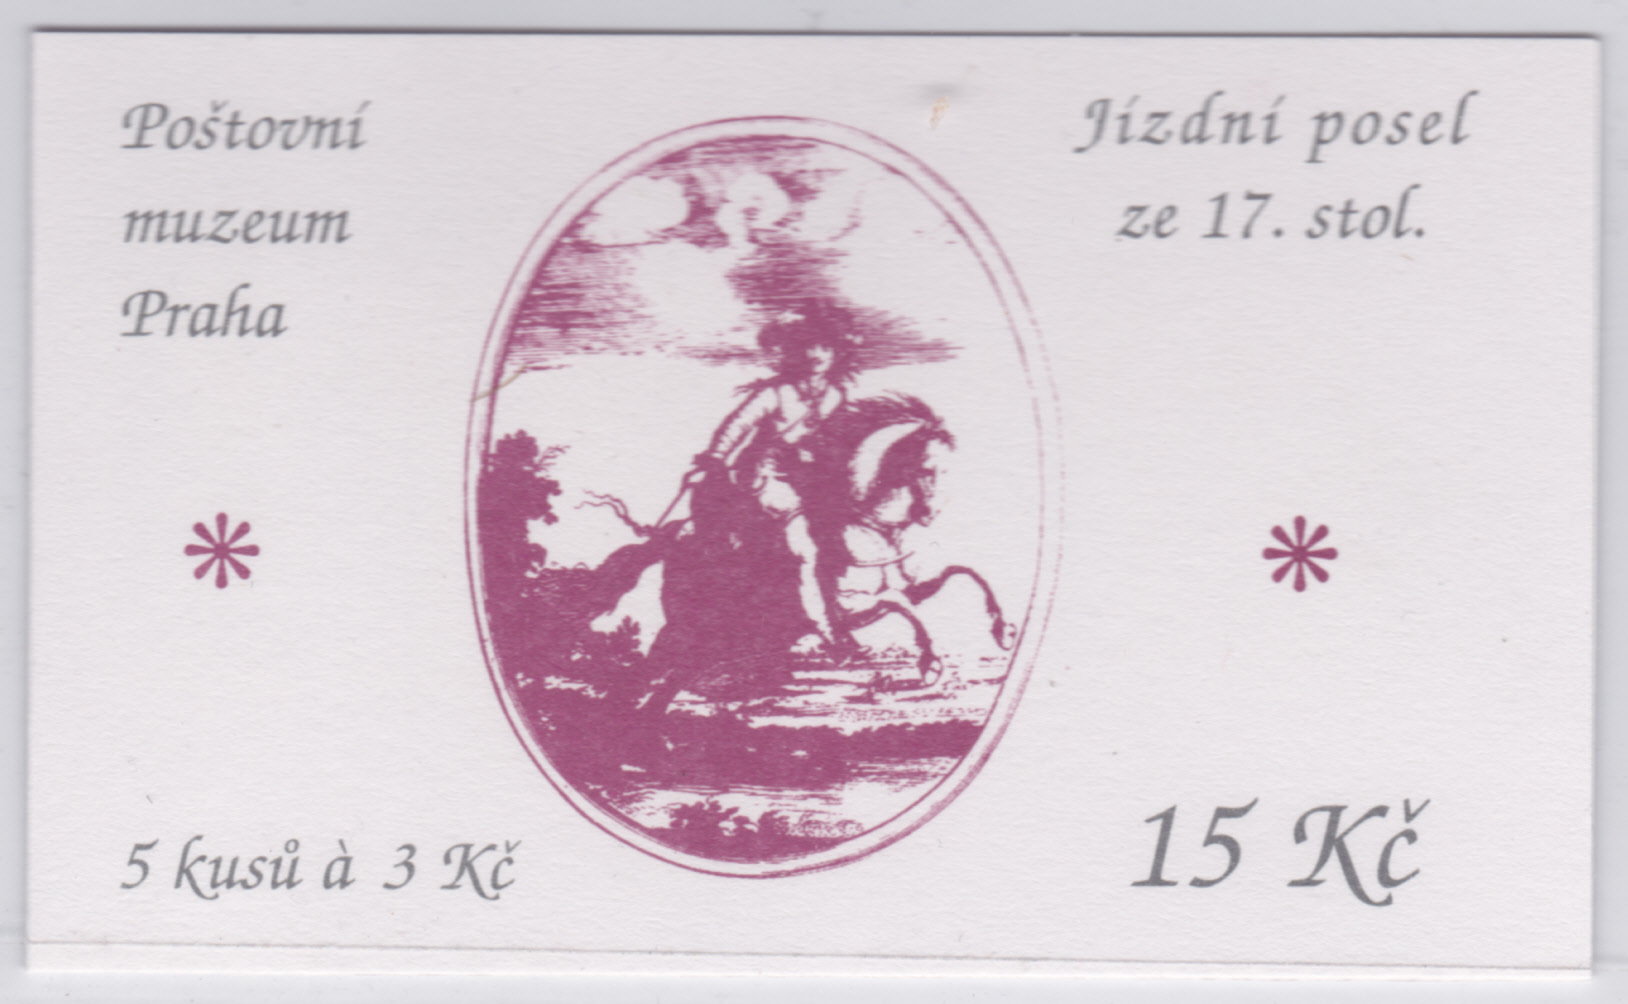 Poštovní
muzeum
Praha
Jízdní posel
ze 17. stol.
5 kusů à 3 Kč
15 Kč